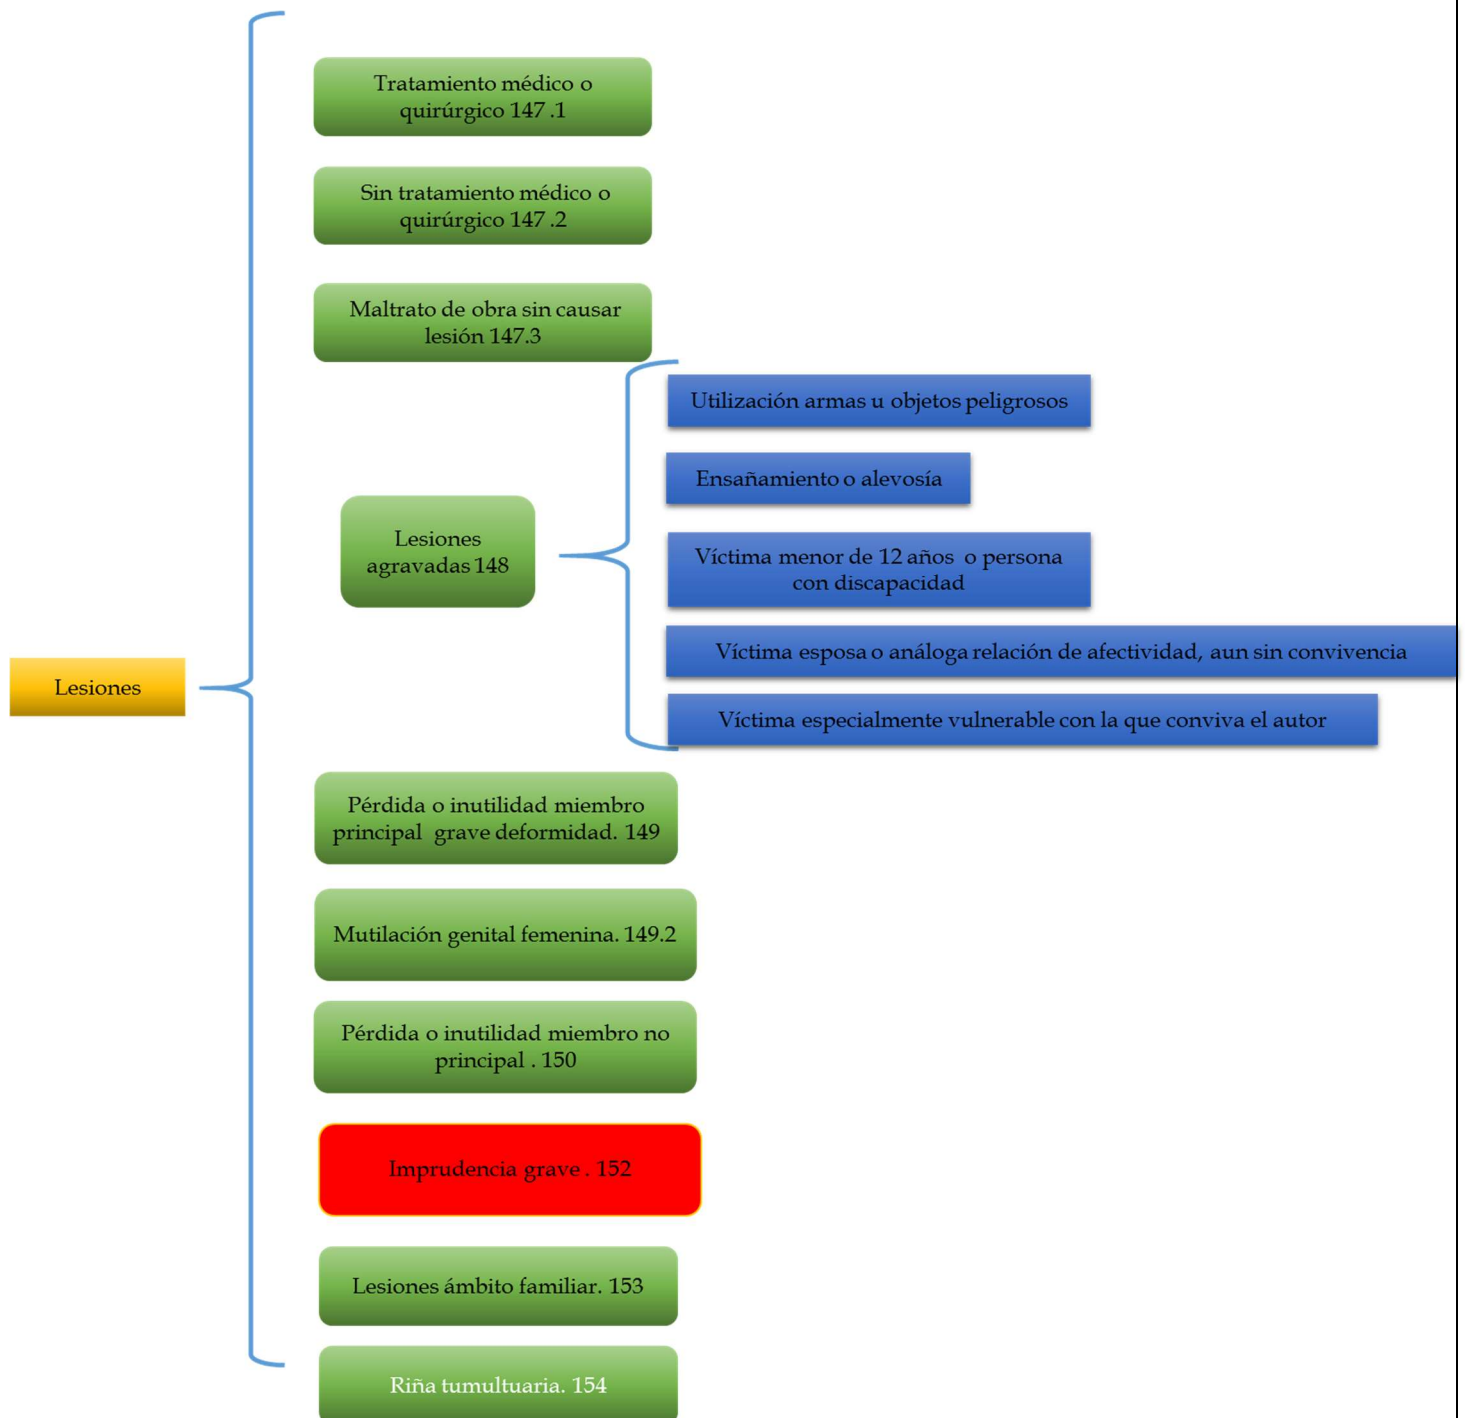 Tratamiento médico o
quirúrgico 147 .1
Sin tratamiento médico o
quirúrgico 147 .2
Maltrato de obra sin causar
lesión 147.3
Utilización armas u objetos peligrosos
Ensañamiento o alevosía
Lesiones
agravadas 148
Víctima menor de 12 años o persona
con discapacidad
Víctima esposa o análoga relación de afectividad, aun sin convivencia
Lesiones
Víctima especialmente vulnerable con la que conviva el autor
Pérdida o inutilidad miembro
principal grave deformidad. 149
Mutilación genital femenina. 149.2
Pérdida o inutilidad miembro no
principal . 150
Imprudencia grave . 152
Lesiones ámbito familiar. 153
Riña tumultuaria. 154